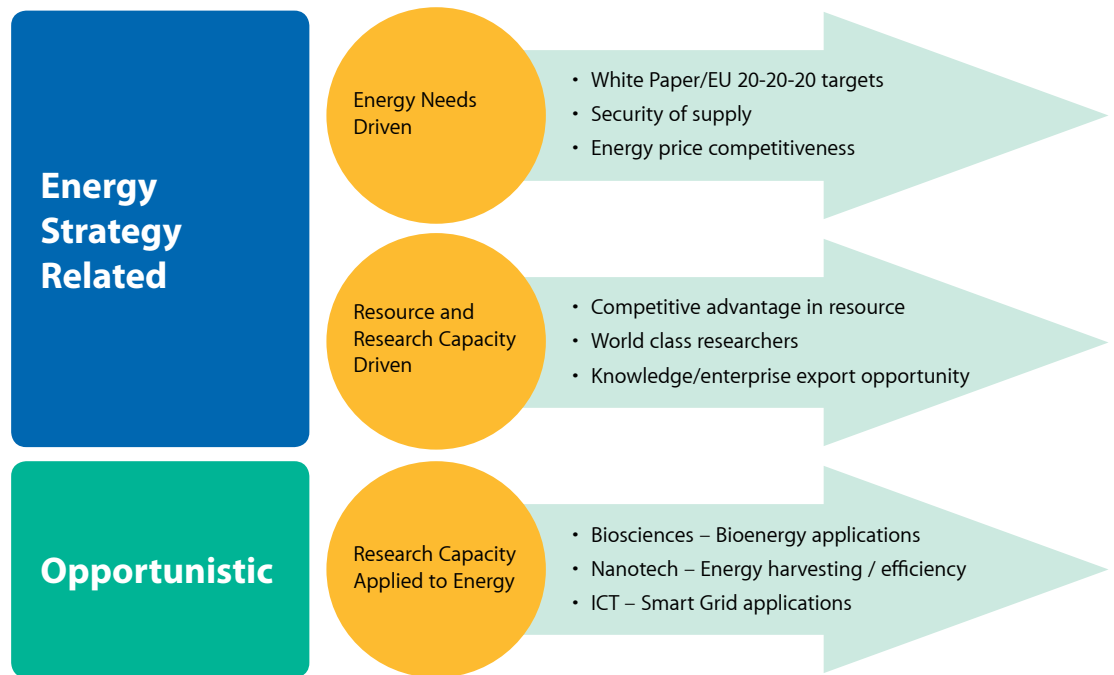 Energy
Strategy
Related
Energy Needs
Driven
• White Paper/EU 20-20-20 targets
• Security of supply
• Energy price competitiveness
Resource and
Research Capacity
Driven
• Competitive advantage in resource
• World class researchers
• Knowledge/enterprise export opportunity
Opportunistic
Research Capacity
Applied to Energy
• Biosciences – Bioenergy applications
• Nanotech – Energy harvesting / efficiency
• ICT – Smart Grid applications